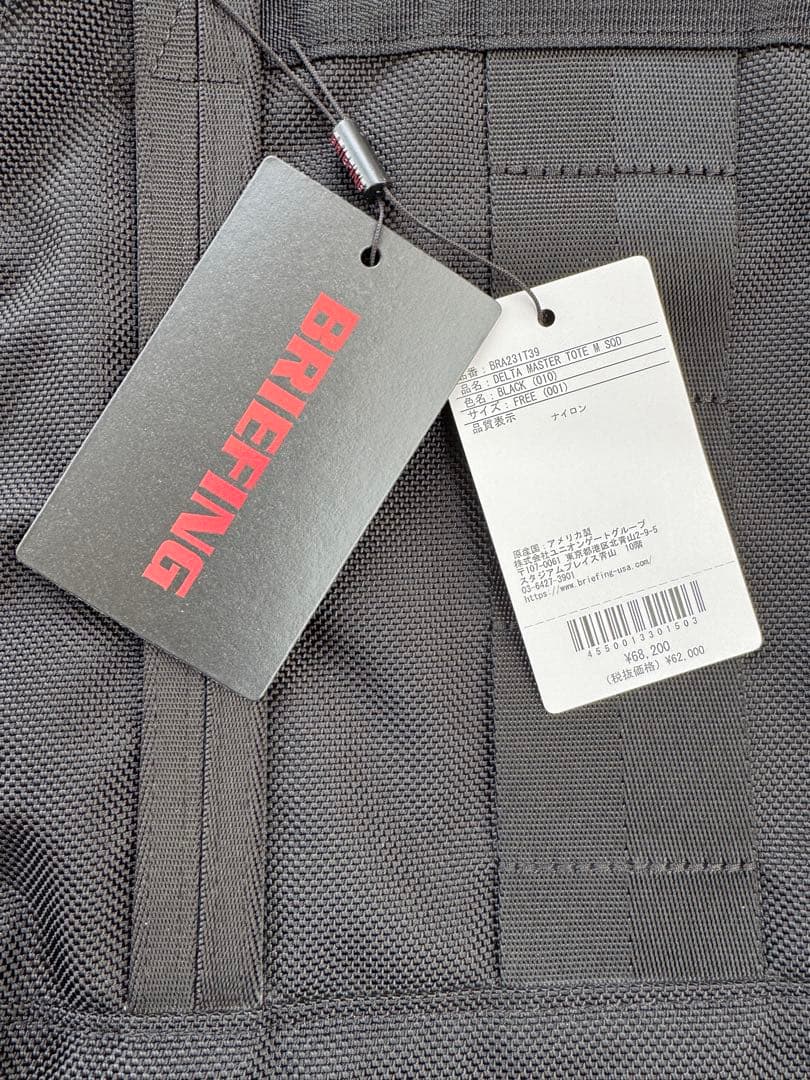 BRIEFING
品番 : BRA231T39
品名 : DELTA MASTER TOTE M SQD
色名 : BLACK (010)
サイズ : FREE (001)
品質表示 ナイロン
原産国 : アメリカ製
株式会社ユニオンゲートグループ
〒107-0061 東京都港区北青山2-9-5
スタジアムプレイス青山 10階
03-6427-3901
https://www.briefing-usa.com/
4550013301503
¥68,200
(税抜価格) ¥62,000